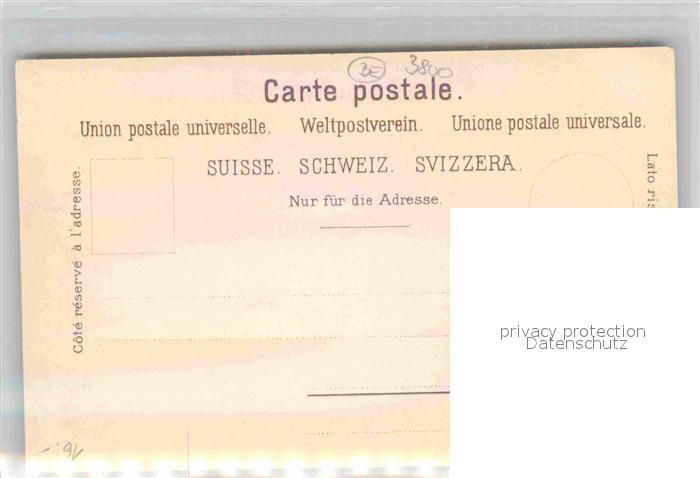 BE 3800
Carte postale.
Union postale universelle. Weltpostverein. Unione postale universale.
SUISSE. SCHWEIZ. SVIZZERA.
Nur für die Adresse.
Côté réservé à l'adresse.
Lato
privacy protection
Datenschutz